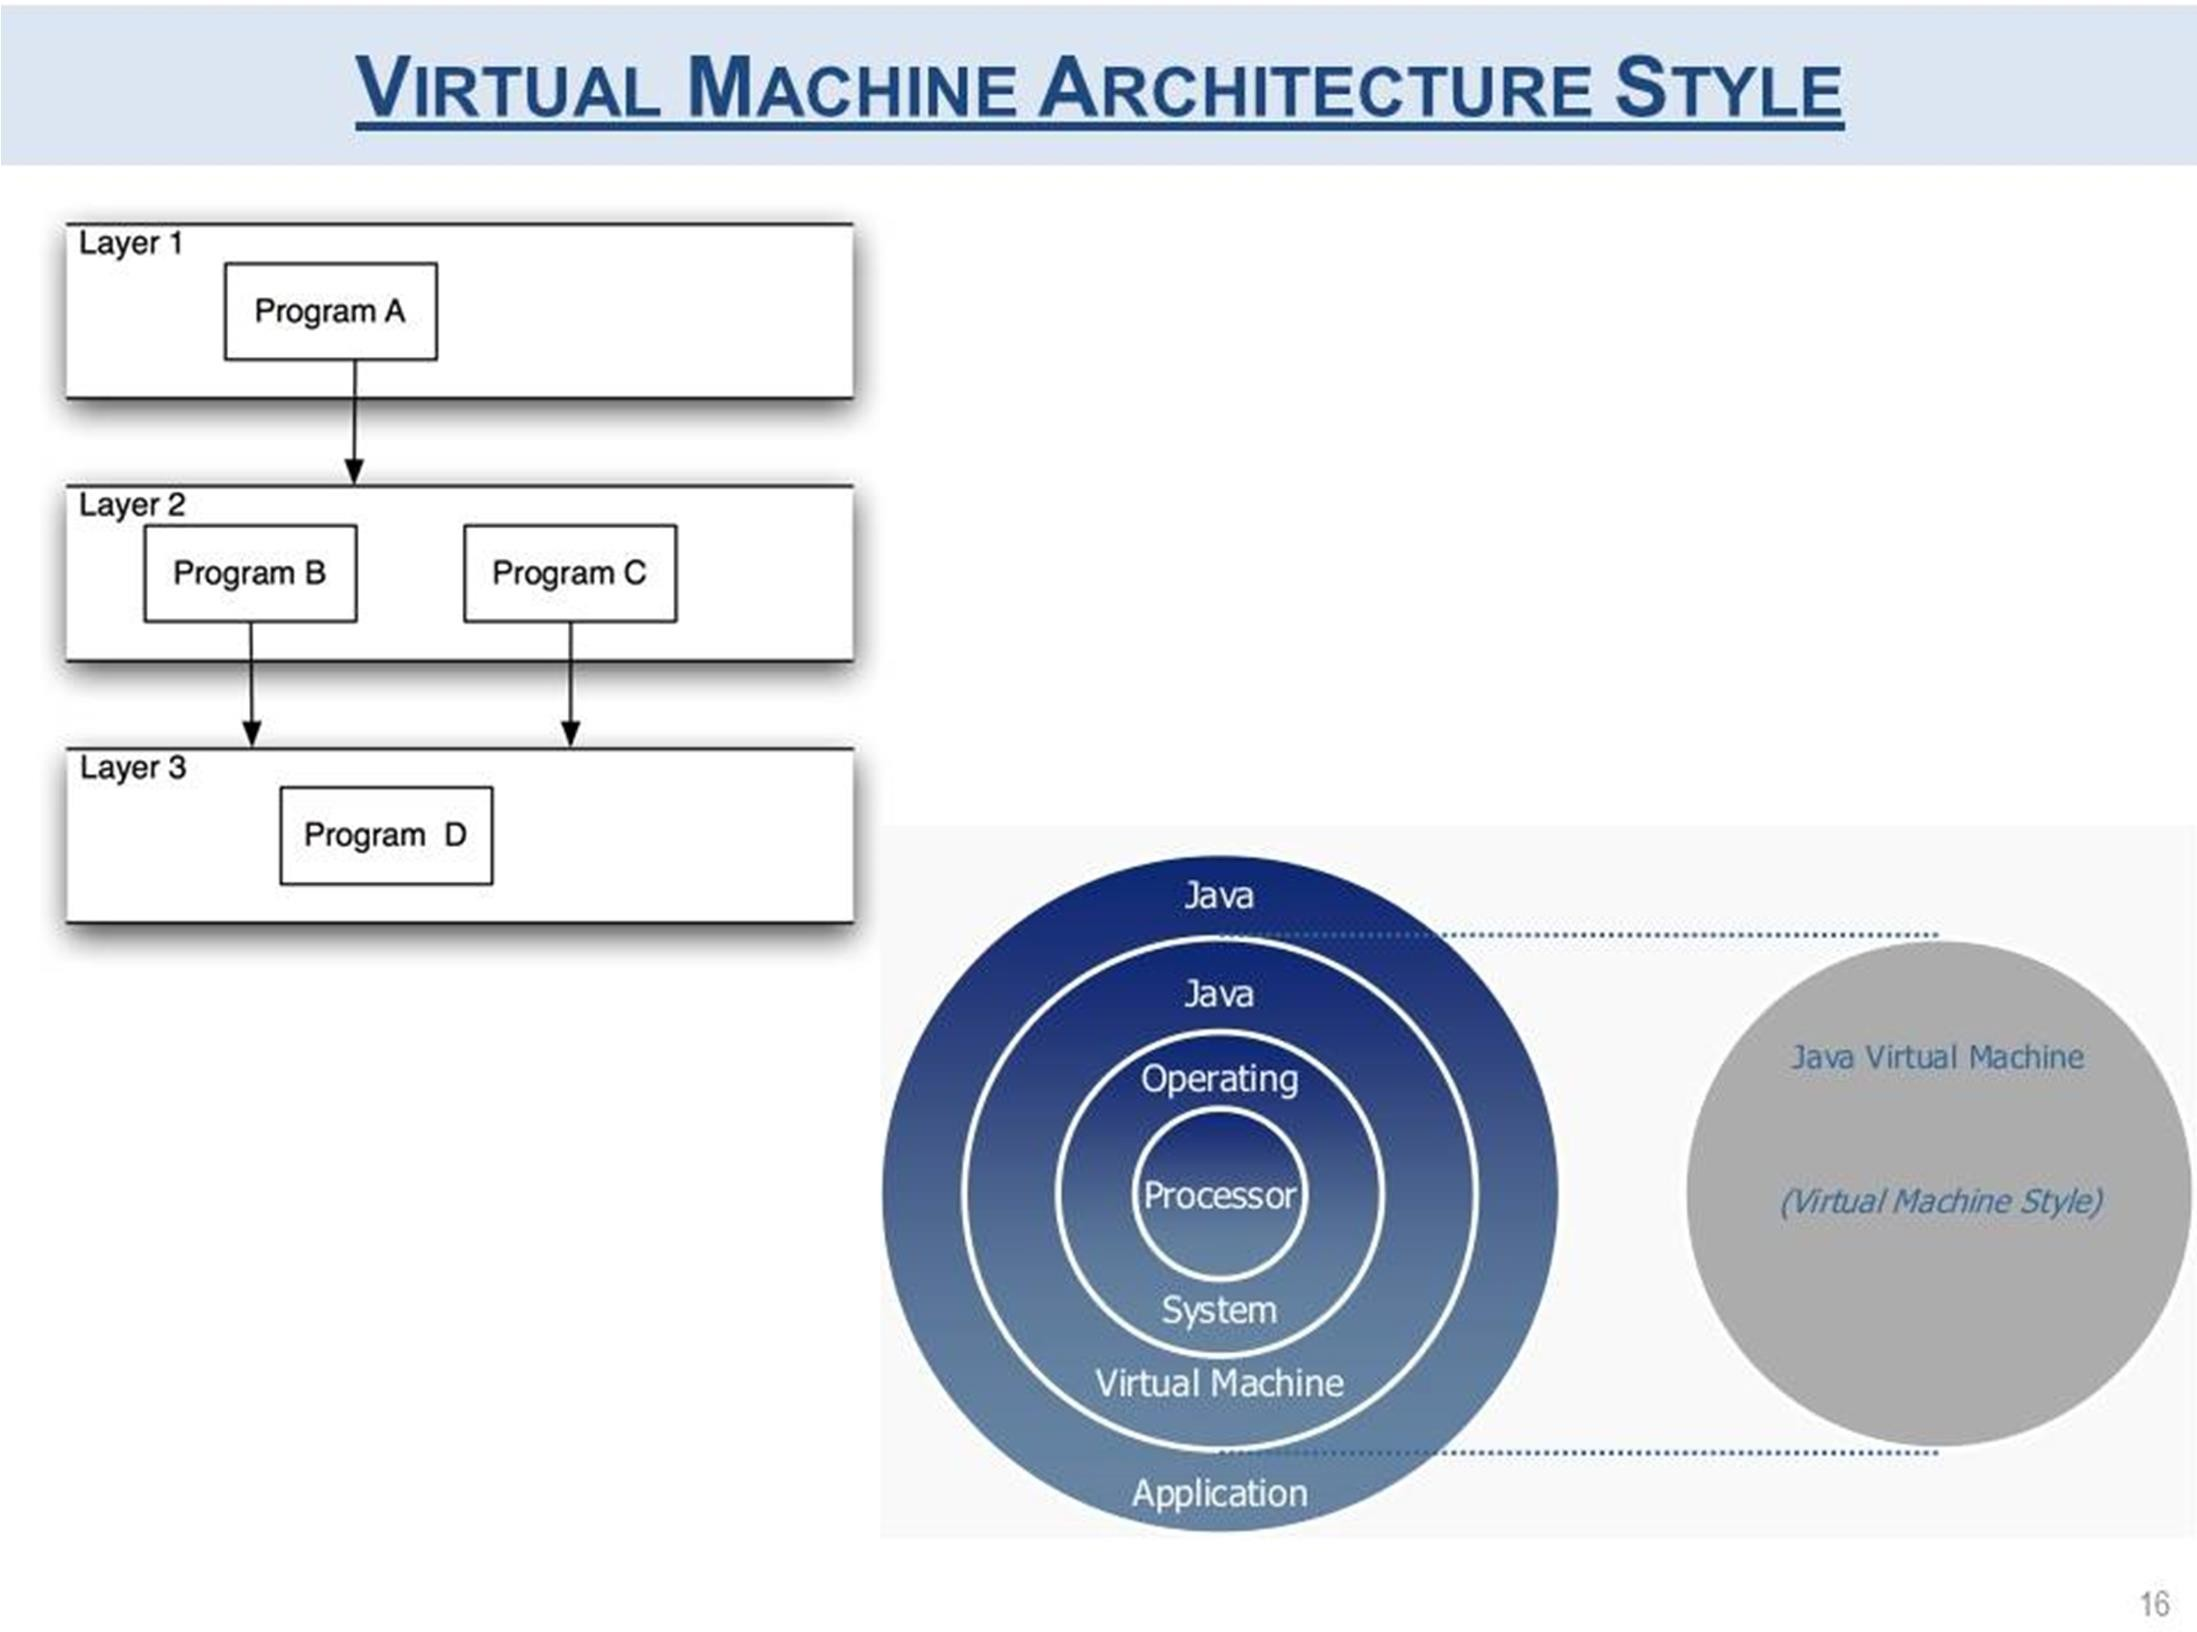 VIRTUAL MACHINE ARCHITECTURE STYLE
Layer 1
Program A
Layer 2
Program B
Program C
Layer 3
Program D
Java
Java
Operating
Processor
System
Virtual Machine
Application
Java Virtual Machine
(Virtual Machine Style)
16